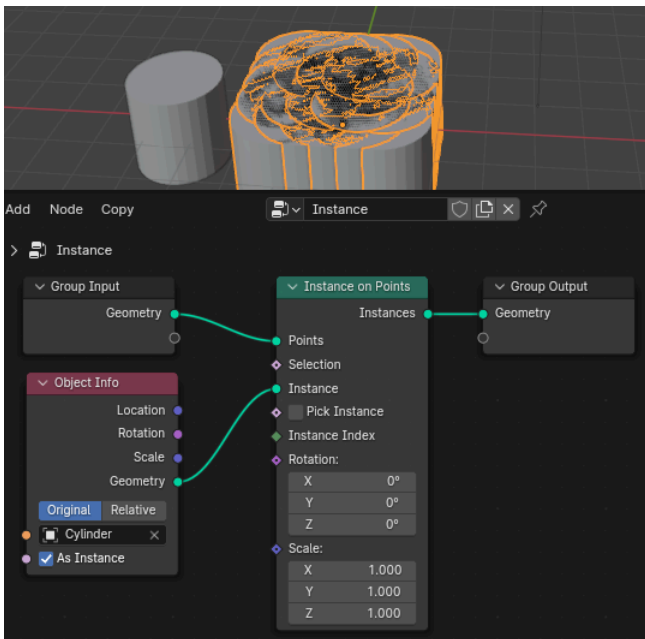 Add Node Copy Instance
Instance
Group Input
Geometry
Object Info
Location
Rotation
Scale
Geometry
Original Relative
Cylinder
As Instance
Instance on Points
Instances
Points
Selection
Instance
Pick Instance
Instance Index
Rotation:
X 0°
Y 0°
Z 0°
Scale:
X 1.000
Y 1.000
Z 1.000
Group Output
Geometry